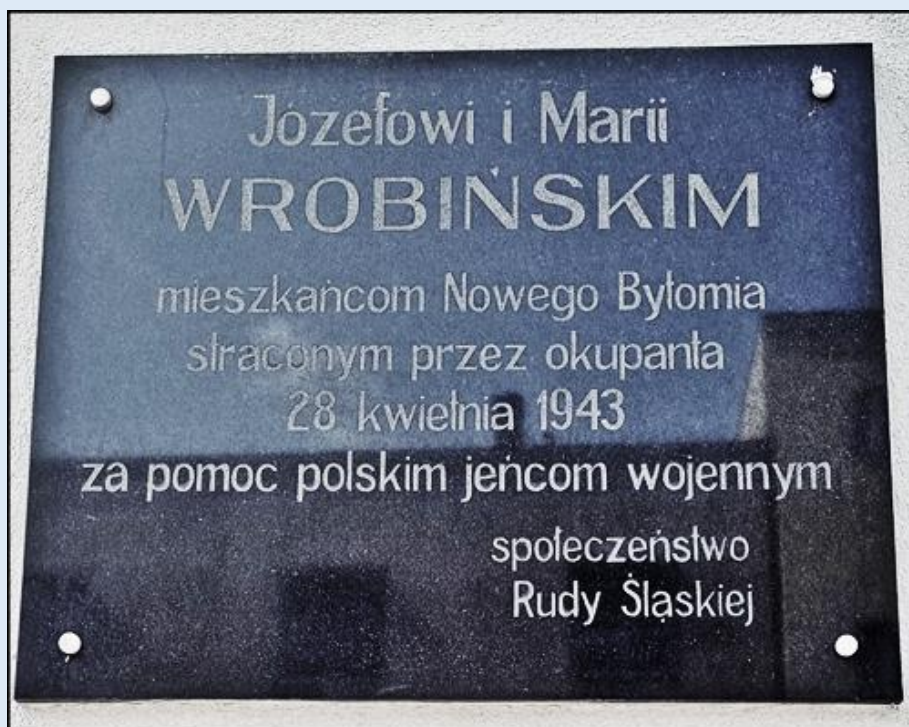 Józefowi i Marii
WROBIŃSKIM
mieszkańcom Nowego Bytomia
straconym przez okupanta
28 kwietnia 1943
za pomoc polskim jeńcom wojennym
społeczeństwo
Rudy Śląskiej